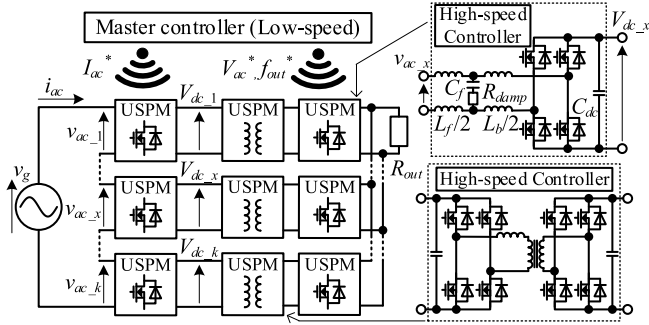 Master controller (Low-speed)
I_ac* V_ac*, f_out*
High-speed
Controller
V_dc_x
v_ac_x
C_f R_damp
C_dc
L_f/2 L_b/2
i_ac
USPM V_dc_1 USPM USPM
v_ac_1
R_out
v_g
USPM V_dc_x USPM USPM
v_ac_x
USPM V_dc_k USPM USPM
v_ac_k
High-speed Controller